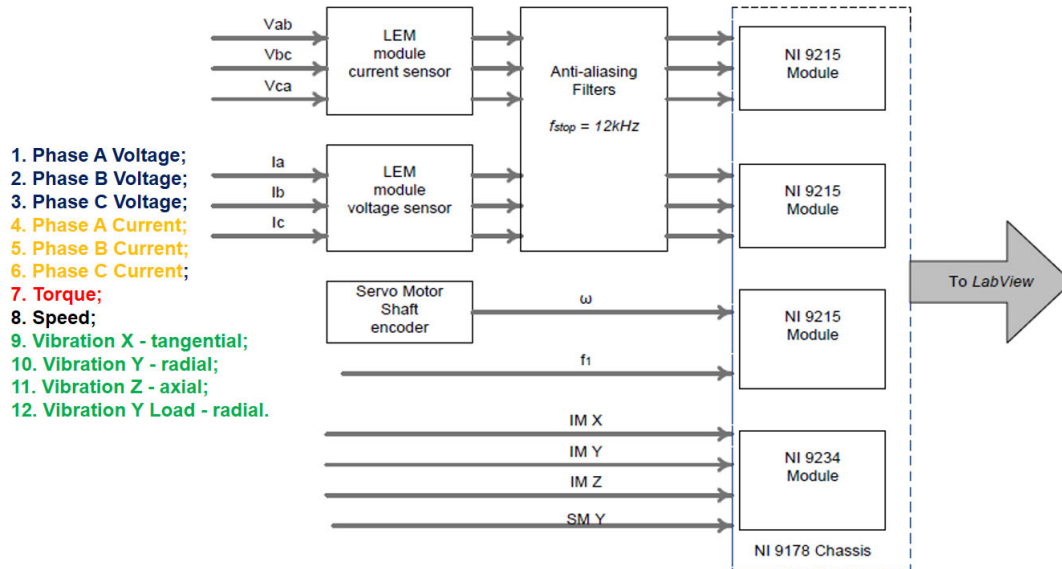 Vab
Vbc
Vca
LEM
module
current sensor
Anti-aliasing
Filters
fstop = 12kHz
NI 9215
Module
1. Phase A Voltage;
2. Phase B Voltage;
3. Phase C Voltage;
4. Phase A Current;
5. Phase B Current;
6. Phase C Current;
7. Torque;
8. Speed;
9. Vibration X - tangential;
10. Vibration Y - radial;
11. Vibration Z - axial;
12. Vibration Y Load - radial.
Ia
Ib
Ic
LEM
module
voltage sensor
NI 9215
Module
To LabView
Servo Motor
Shaft
encoder
ω
f1
NI 9215
Module
IM X
IM Y
IM Z
SM Y
NI 9234
Module
NI 9178 Chassis